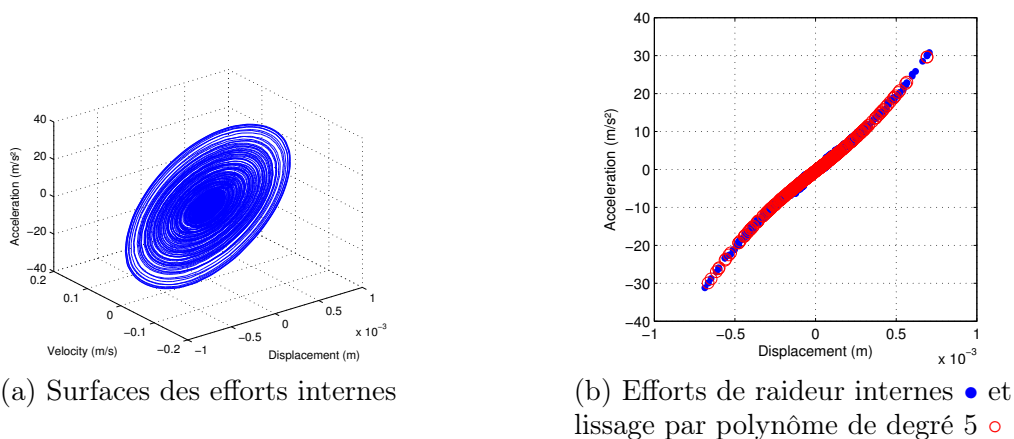 40
20
0
−20
−40
Acceleration (m/s²)
0.2
0.1
0
−0.1
−0.2
Velocity (m/s)
−1
−0.5
0
0.5
1
x 10⁻³
Displacement (m)
(a) Surfaces des efforts internes
40
30
20
10
0
−10
−20
−30
−40
Acceleration (m/s²)
−1
−0.5
0
0.5
1
Displacement (m)
x 10⁻³
(b) Efforts de raideur internes ● et
lissage par polynôme de degré 5 ○